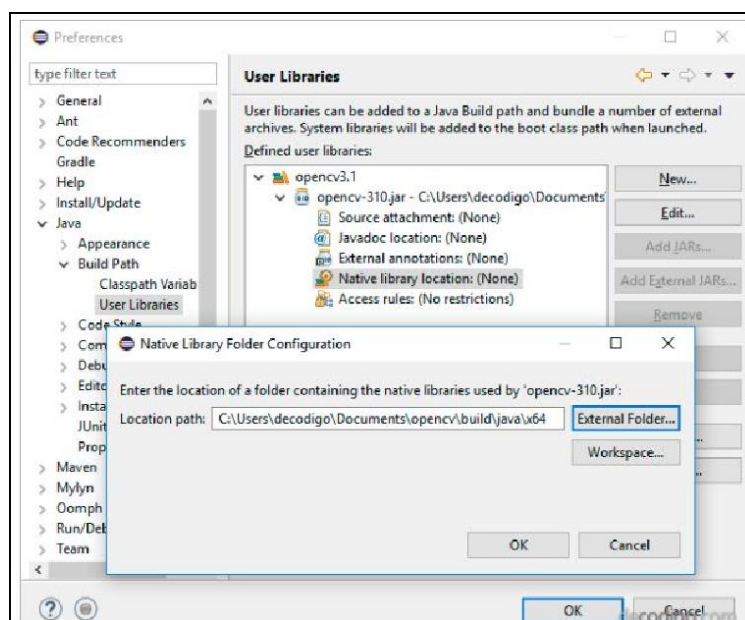 Preferences
type filter text
General
Ant
Code Recommenders
Gradle
Help
Install/Update
Java
Appearance
Build Path
Classpath Variab
User Libraries
Code Style
Com
Debu
Edito
Insta
JUnit
Prop
Maven
Mylyn
Oomph
Run/Deb
Team
User Libraries
User libraries can be added to a Java Build path and bundle a number of external
archives. System libraries will be added to the boot class path when launched.
Defined user libraries:
opencv3.1
opencv-310.jar - C:\Users\decodigo\Documents
Source attachment: (None)
Javadoc location: (None)
External annotations: (None)
Native library location: (None)
Access rules: (No restrictions)
New...
Edit...
Add JARs...
Add External JARs...
Remove
Native Library Folder Configuration
Enter the location of a folder containing the native libraries used by 'opencv-310.jar':
Location path: C:\Users\decodigo\Documents\opencv\build\java\x64
External Folder...
Workspace...
OK
Cancel
OK
Cancel
decodigo.com